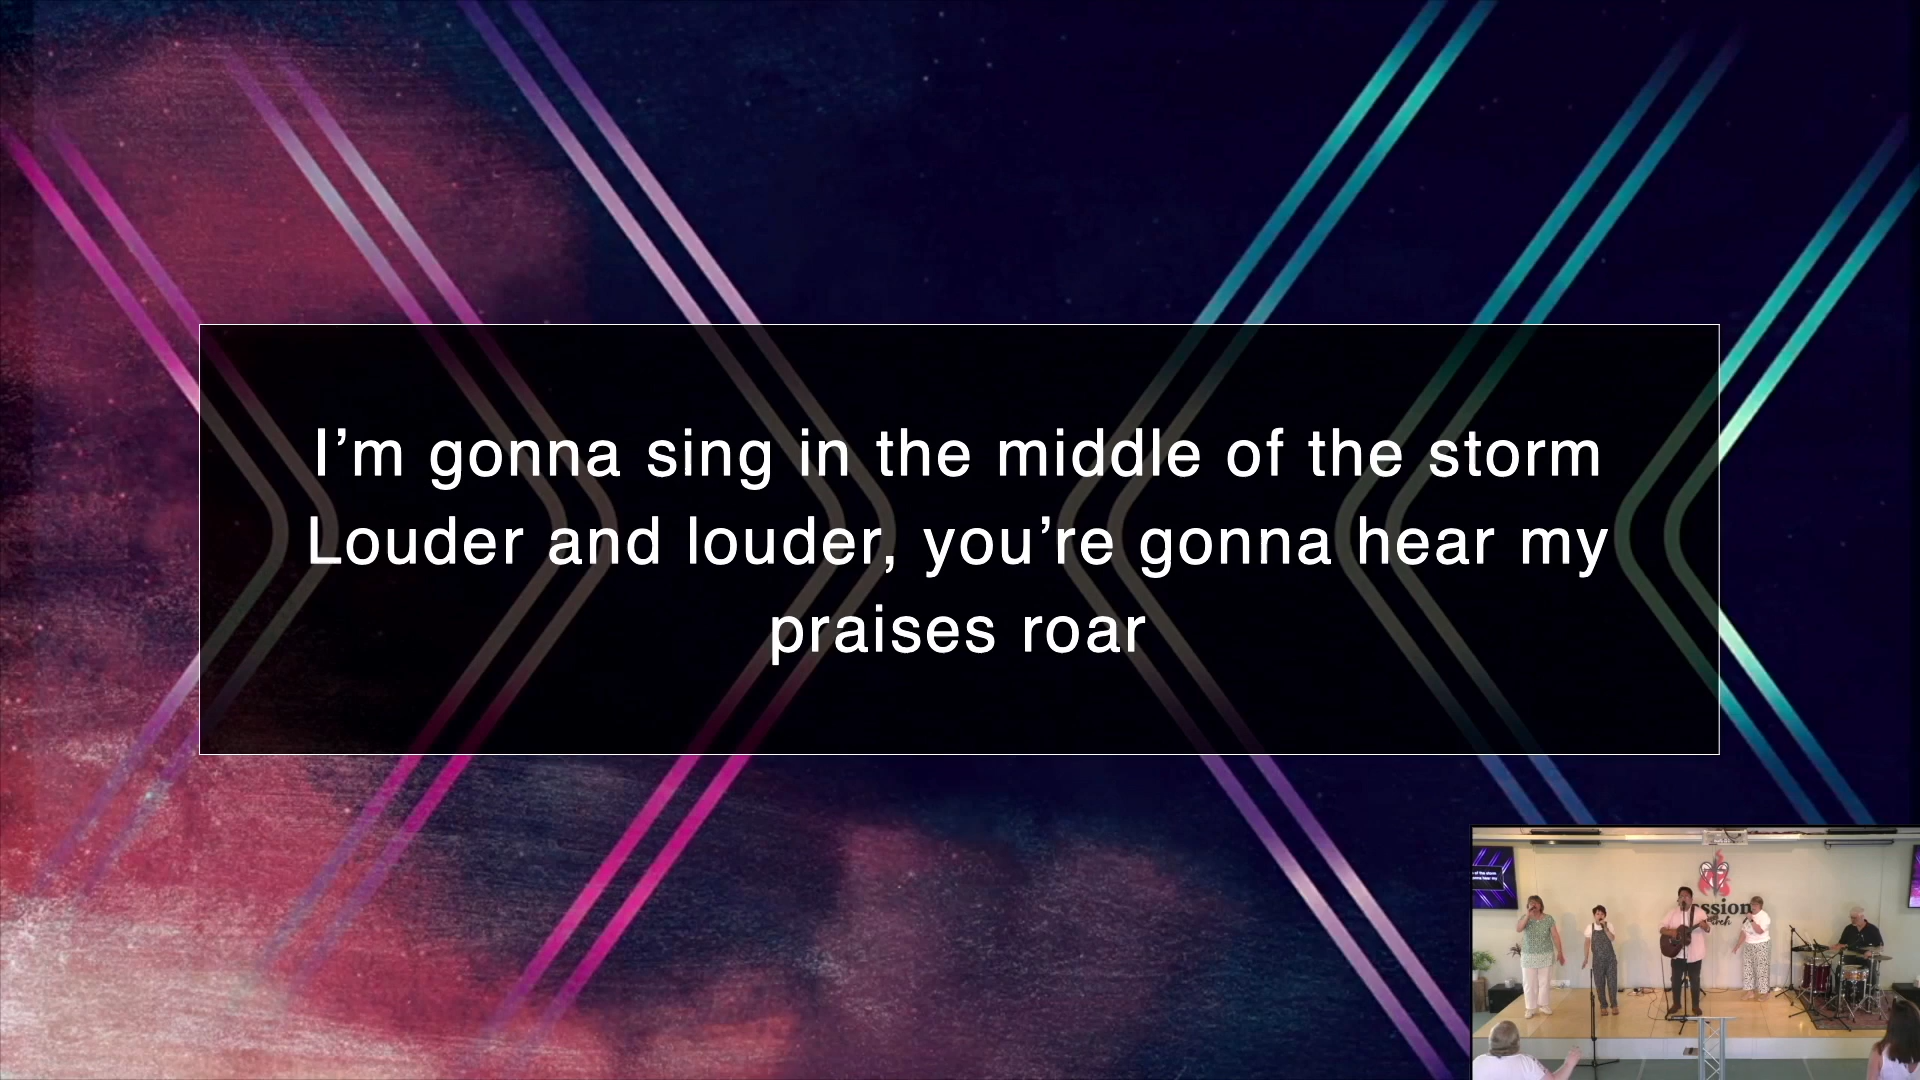 I’m gonna sing in the middle of the storm
Louder and louder, you’re gonna hear my
praises roar